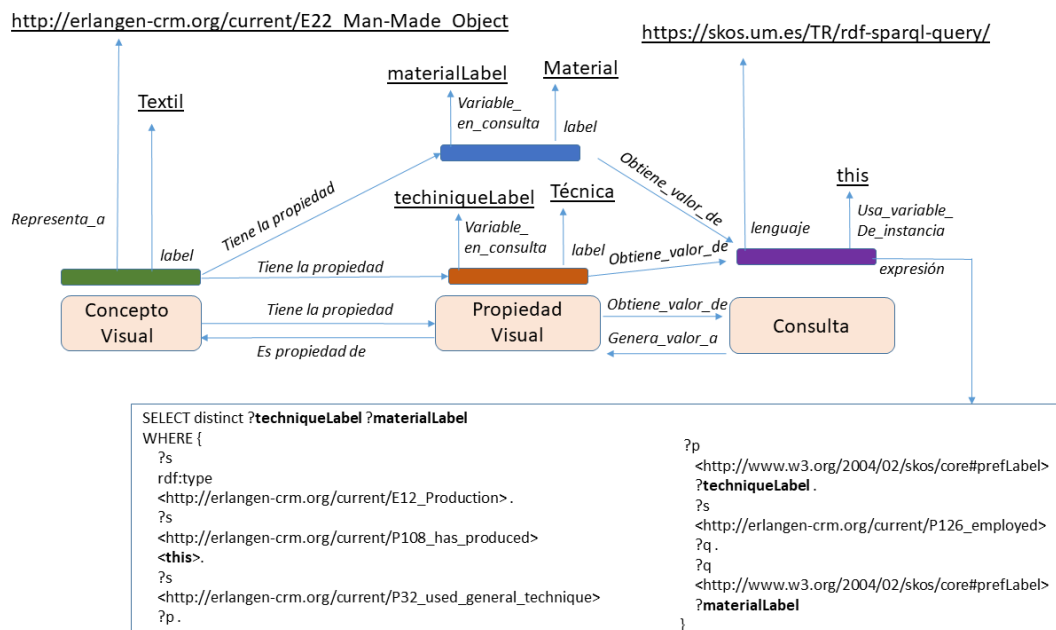 http://erlangen-crm.org/current/E22_Man-Made_Object
https://skos.um.es/TR/rdf-sparql-query/
materialLabel
Material
Textil
Variable_
en_consulta
label
this
techiniqueLabel
Técnica
Obtiene_valor_de
Representa_a
Tiene la propiedad
Variable_
en_consulta
Usa_variable_
De_instancia
lenguaje
label
label
Tiene la propiedad
Obtiene_valor_de
expresión
Concepto
Visual
Tiene la propiedad
Es propiedad de
Propiedad
Visual
Obtiene_valor_de
Genera_valor_a
Consulta
SELECT distinct ?techniqueLabel ?materialLabel
WHERE {
?s
rdf:type
<http://erlangen-crm.org/current/E12_Production> .
?s
<http://erlangen-crm.org/current/P108_has_produced>
<this>.
?s
<http://erlangen-crm.org/current/P32_used_general_technique>
?p .
?p
<http://www.w3.org/2004/02/skos/core#prefLabel>
?techniqueLabel .
?s
<http://erlangen-crm.org/current/P126_employed>
?q .
?q
<http://www.w3.org/2004/02/skos/core#prefLabel>
?materialLabel
}